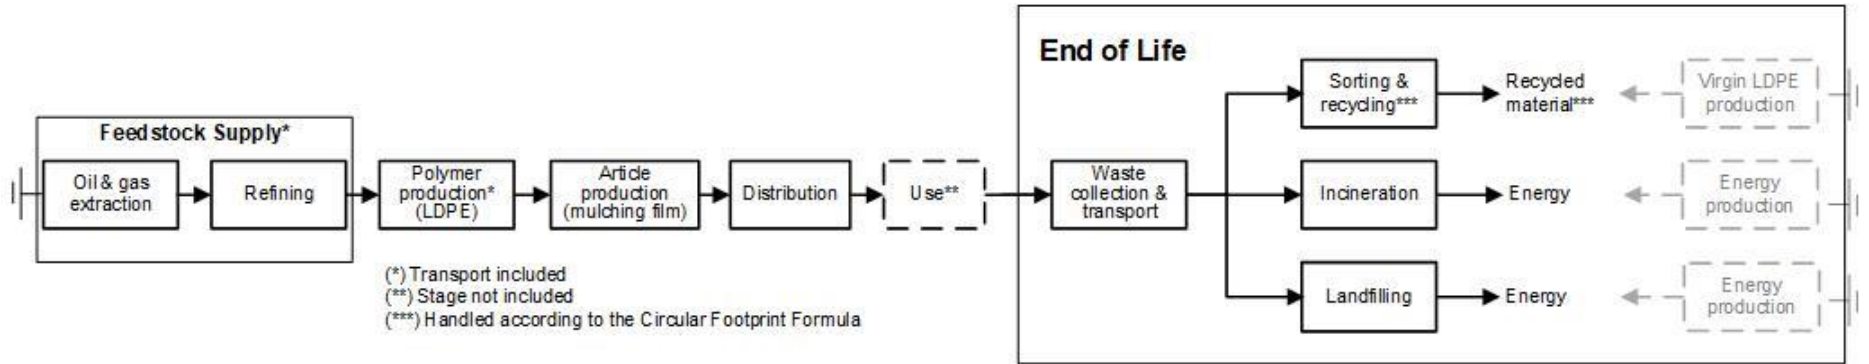 End of Life
Feedstock Supply*
Oil & gas
extraction
Refining
Polymer
production*
(LDPE)
Article
production
(mulching film)
Distribution
Use**
Waste
collection &
transport
Sorting &
recycling***
Recycled
material***
Virgin LDPE
production
Incineration
Energy
Energy
production
Landfilling
Energy
Energy
production
(*) Transport included
(**) Stage not included
(***) Handled according to the Circular Footprint Formula